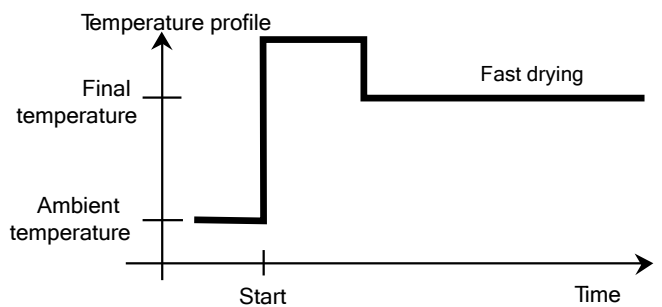 Temperature profile
Fast drying
Final
temperature
Ambient
temperature
Start
Time